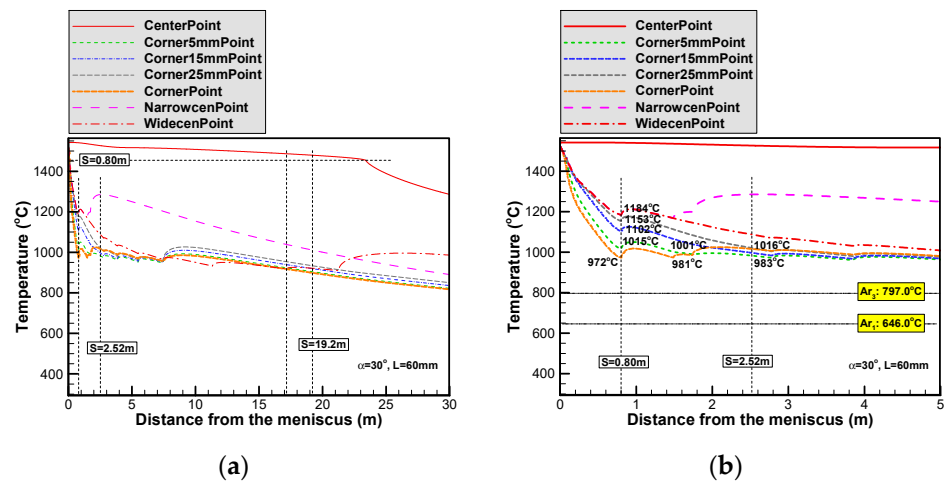 CenterPoint
Corner5mmPoint
Corner15mmPoint
Corner25mmPoint
CornerPoint
NarrowcenPoint
WidecenPoint
Temperature (°C)
1400
1200
1000
800
600
400
S=0.80m
S=2.52m
S=19.2m
α=30°, L=60mm
0 5 10 15 20 25 30
Distance from the meniscus (m)
(a)
CenterPoint
Corner5mmPoint
Corner15mmPoint
Corner25mmPoint
CornerPoint
NarrowcenPoint
WidecenPoint
Temperature (°C)
1400
1200
1000
800
600
400
1184°C
1153°C
1102°C
1015°C
1001°C
1016°C
972°C
981°C
983°C
Ar₃: 797.0°C
Ar₁: 646.0°C
S=0.80m
S=2.52m
α=30°, L=60mm
0 1 2 3 4 5
Distance from the meniscus (m)
(b)